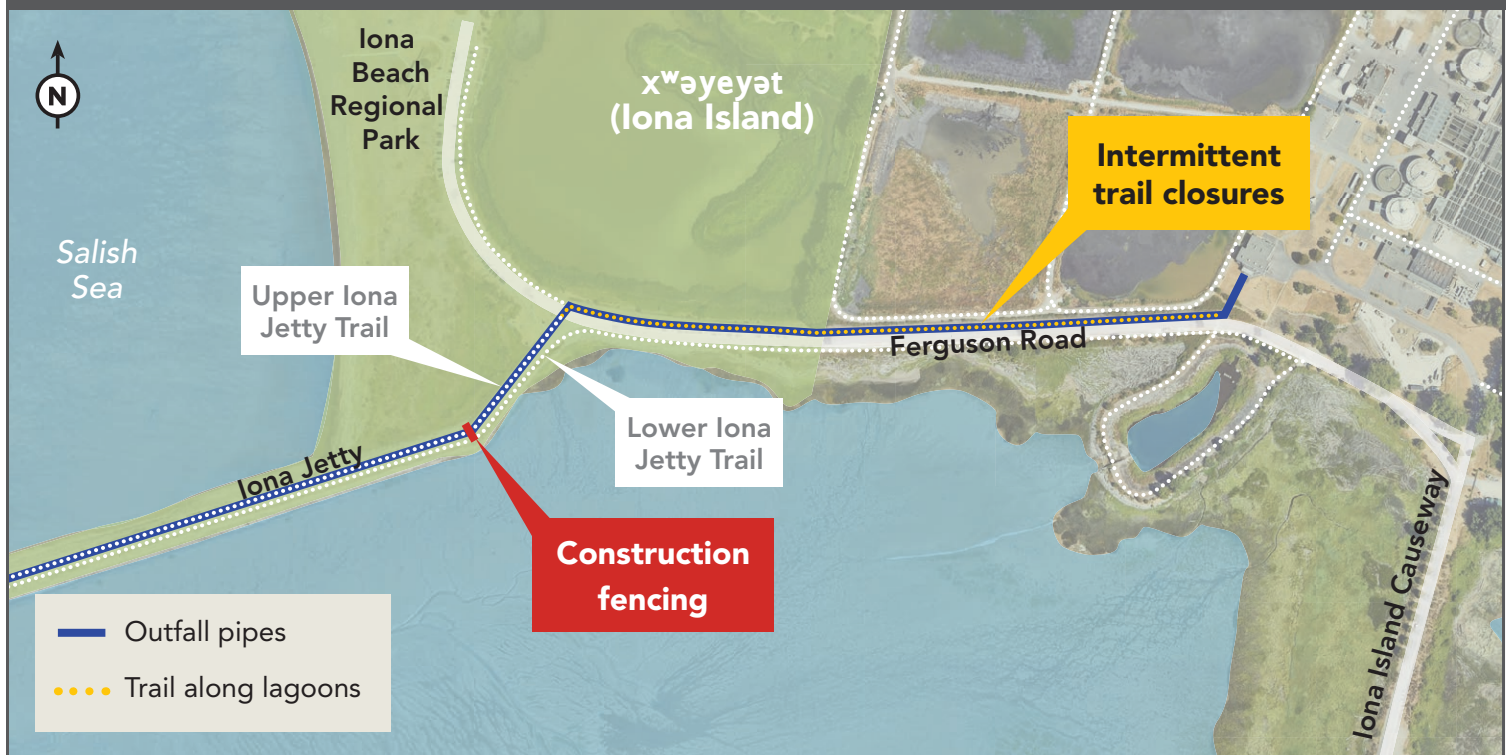 N
Iona
Beach
Regional
Park
xʷəyeyət
(Iona Island)
Intermittent
trail closures
Salish
Sea
Upper Iona
Jetty Trail
Ferguson Road
Lower Iona
Jetty Trail
Iona Jetty
Construction
fencing
Iona Island Causeway
Outfall pipes
Trail along lagoons